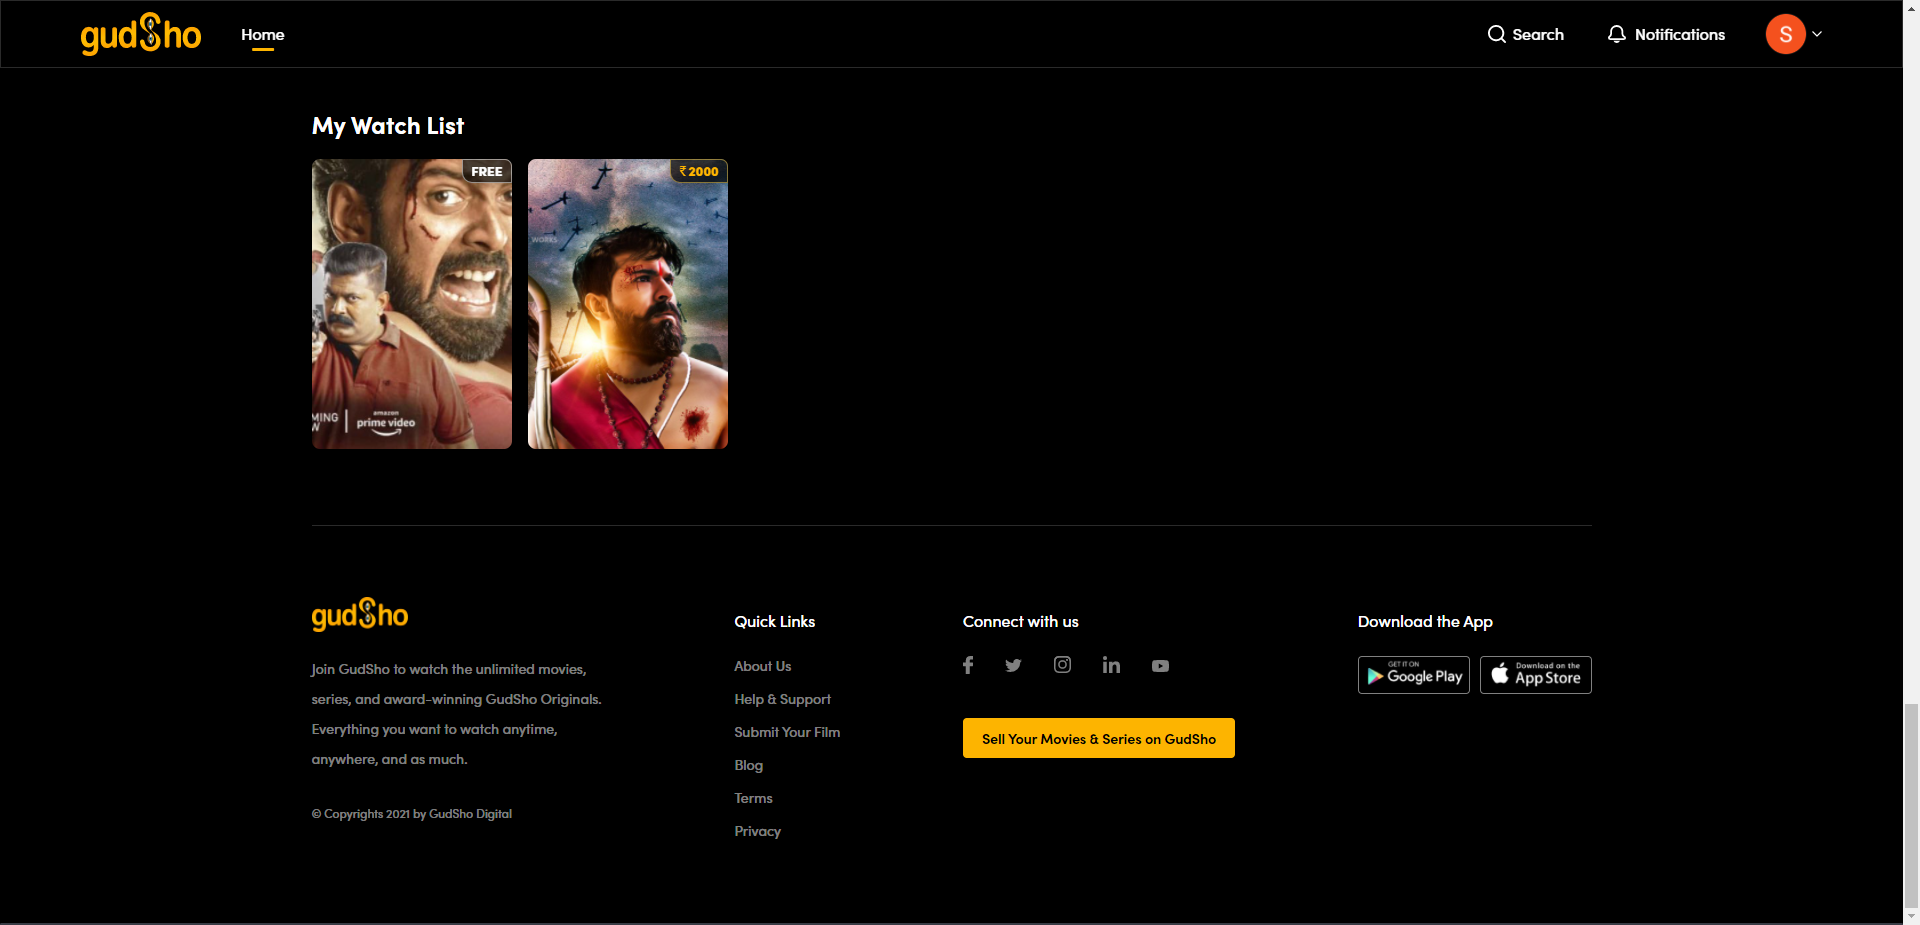 gudSho
Home
Search
Notifications
S
My Watch List
FREE
₹2000
WORKS
MING
W
amazon
prime video
gudSho
Join GudSho to watch the unlimited movies,
series, and award-winning GudSho Originals.
Everything you want to watch anytime,
anywhere, and as much.
© Copyrights 2021 by GudSho Digital
Quick Links
About Us
Help & Support
Submit Your Film
Blog
Terms
Privacy
Connect with us
Sell Your Movies & Series on GudSho
Download the App
GET IT ON
Google Play
Download on the
App Store